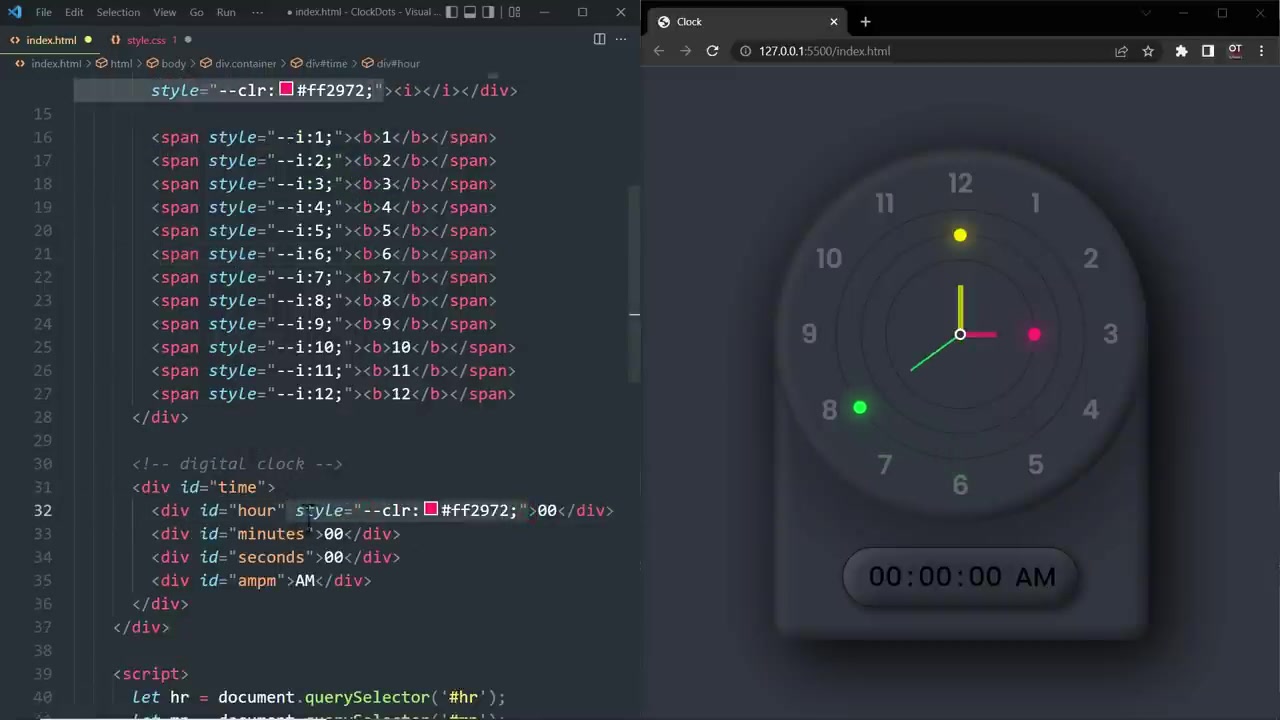 File Edit Selection View Go Run ··· ● index.html - ClockDots - Visual ...
index.html ● style.css 1 ●
index.html > html > body > div.container > div#time > div#hour
style="--clr:#ff2972;"><i></i></div>
15
16 <span style="--i:1;"><b>1</b></span>
17 <span style="--i:2;"><b>2</b></span>
18 <span style="--i:3;"><b>3</b></span>
19 <span style="--i:4;"><b>4</b></span>
20 <span style="--i:5;"><b>5</b></span>
21 <span style="--i:6;"><b>6</b></span>
22 <span style="--i:7;"><b>7</b></span>
23 <span style="--i:8;"><b>8</b></span>
24 <span style="--i:9;"><b>9</b></span>
25 <span style="--i:10;"><b>10</b></span>
26 <span style="--i:11;"><b>11</b></span>
27 <span style="--i:12;"><b>12</b></span>
28 </div>
29
30 <!-- digital clock -->
31 <div id="time">
32 <div id="hour" style="--clr:#ff2972;">00</div>
33 <div id="minutes">00</div>
34 <div id="seconds">00</div>
35 <div id="ampm">AM</div>
36 </div>
37 </div>
38
39 <script>
40 let hr = document.querySelector('#hr');
Clock
127.0.0.1:5500/index.html
OT
12
11 1
10 2
9 3
8 4
7 5
6
00:00:00 AM